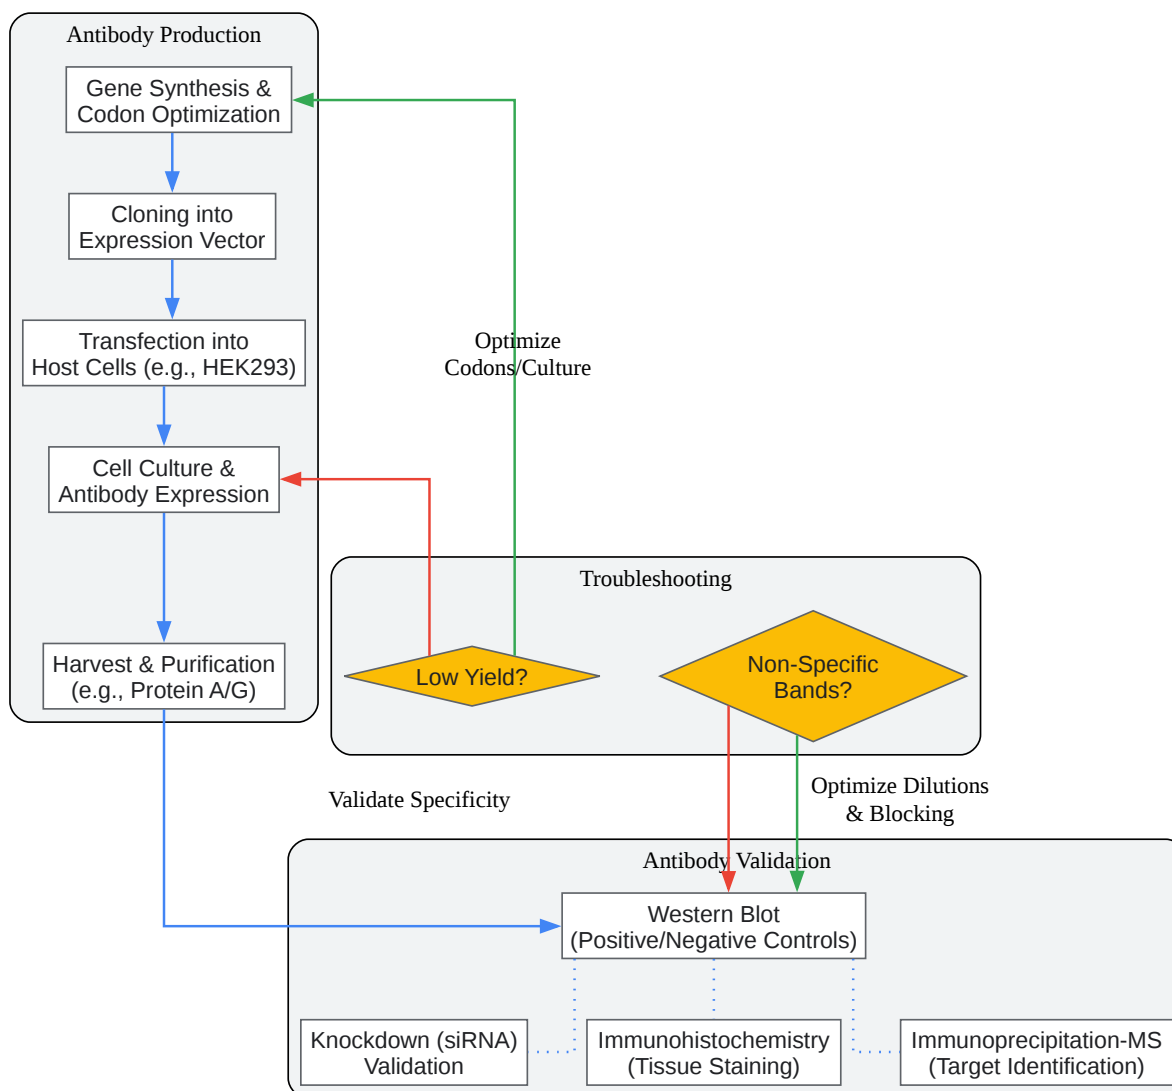 Antibody Production
Gene Synthesis &
Codon Optimization
Cloning into
Expression Vector
Transfection into
Host Cells (e.g., HEK293)
Optimize
Codons/Culture
Cell Culture &
Antibody Expression
Troubleshooting
Harvest & Purification
(e.g., Protein A/G)
Low Yield?
Non-Specific
Bands?
Validate Specificity
Optimize Dilutions
& Blocking
Antibody Validation
Western Blot
(Positive/Negative Controls)
Knockdown (siRNA)
Validation
Immunohistochemistry
(Tissue Staining)
Immunoprecipitation-MS
(Target Identification)